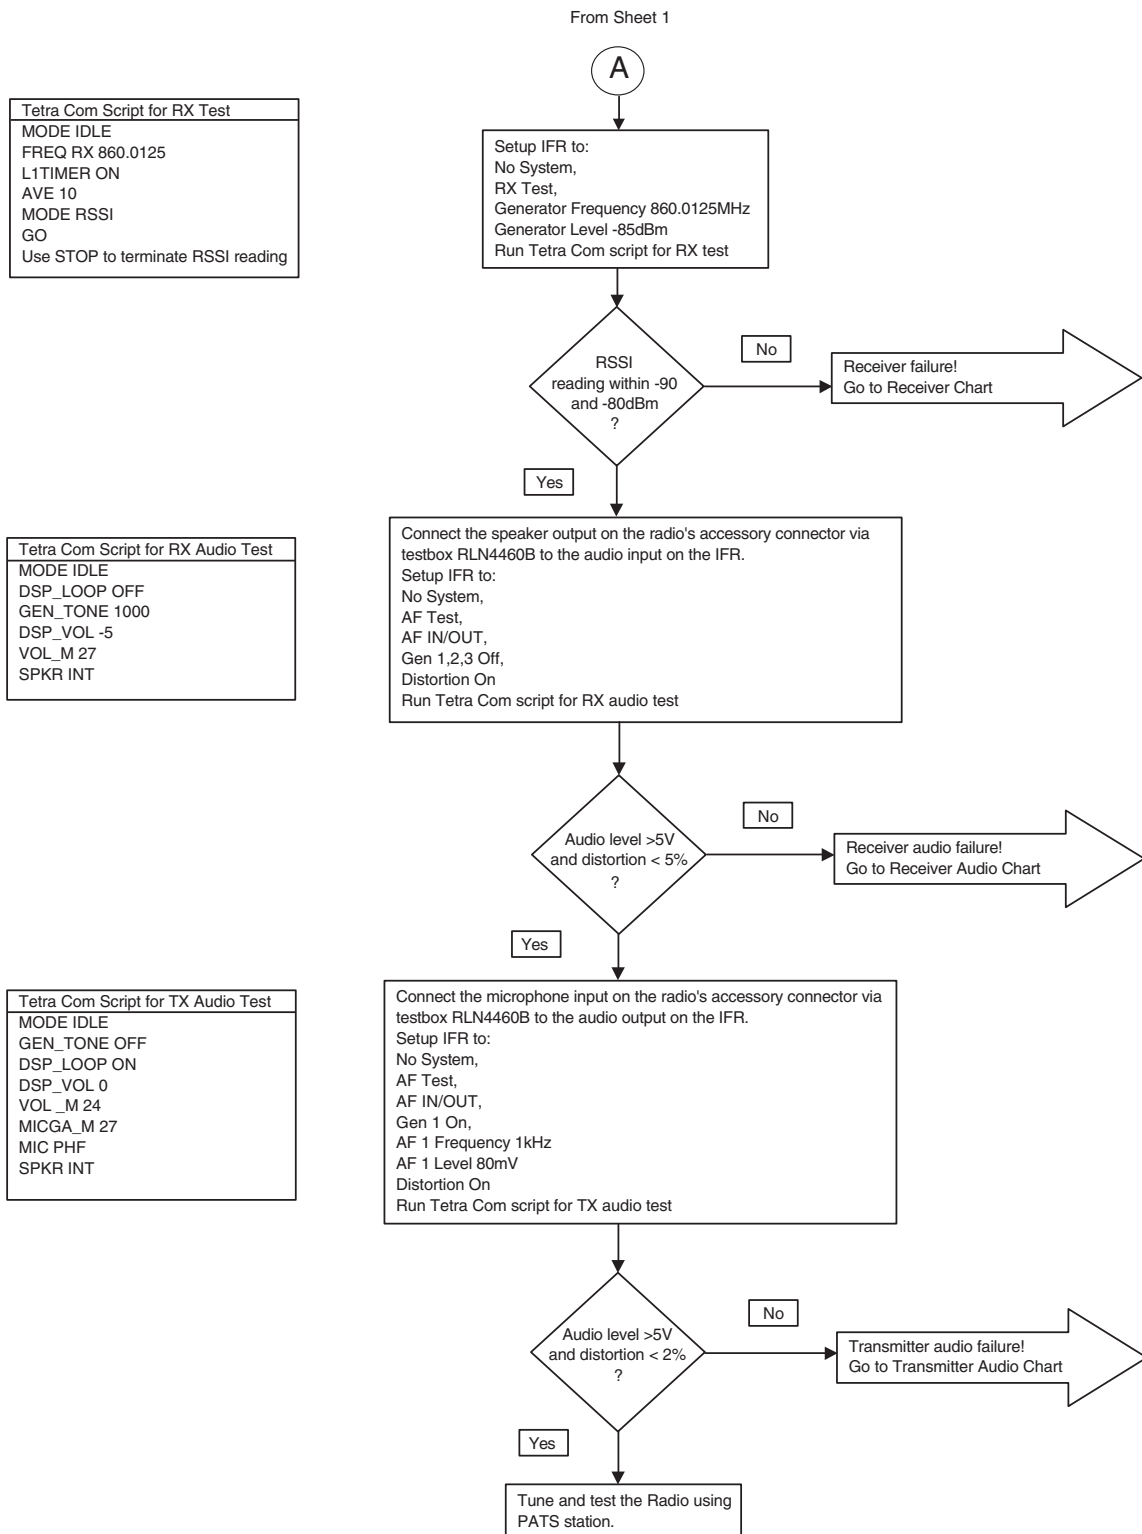 From Sheet 1
A
Tetra Com Script for RX Test
MODE IDLE
FREQ RX 860.0125
L1TIMER ON
AVE 10
MODE RSSI
GO
Use STOP to terminate RSSI reading
Setup IFR to:
No System,
RX Test,
Generator Frequency 860.0125MHz
Generator Level -85dBm
Run Tetra Com script for RX test
RSSI
reading within -90
and -80dBm
?
No
Receiver failure!
Go to Receiver Chart
Yes
Tetra Com Script for RX Audio Test
MODE IDLE
DSP_LOOP OFF
GEN_TONE 1000
DSP_VOL -5
VOL_M 27
SPKR INT
Connect the speaker output on the radio's accessory connector via
testbox RLN4460B to the audio input on the IFR.
Setup IFR to:
No System,
AF Test,
AF IN/OUT,
Gen 1,2,3 Off,
Distortion On
Run Tetra Com script for RX audio test
Audio level >5V
and distortion < 5%
?
No
Receiver audio failure!
Go to Receiver Audio Chart
Yes
Tetra Com Script for TX Audio Test
MODE IDLE
GEN_TONE OFF
DSP_LOOP ON
DSP_VOL 0
VOL _M 24
MICGA_M 27
MIC PHF
SPKR INT
Connect the microphone input on the radio's accessory connector via
testbox RLN4460B to the audio output on the IFR.
Setup IFR to:
No System,
AF Test,
AF IN/OUT,
Gen 1 On,
AF 1 Frequency 1kHz
AF 1 Level 80mV
Distortion On
Run Tetra Com script for TX audio test
Audio level >5V
and distortion < 2%
?
No
Transmitter audio failure!
Go to Transmitter Audio Chart
Yes
Tune and test the Radio using
PATS station.